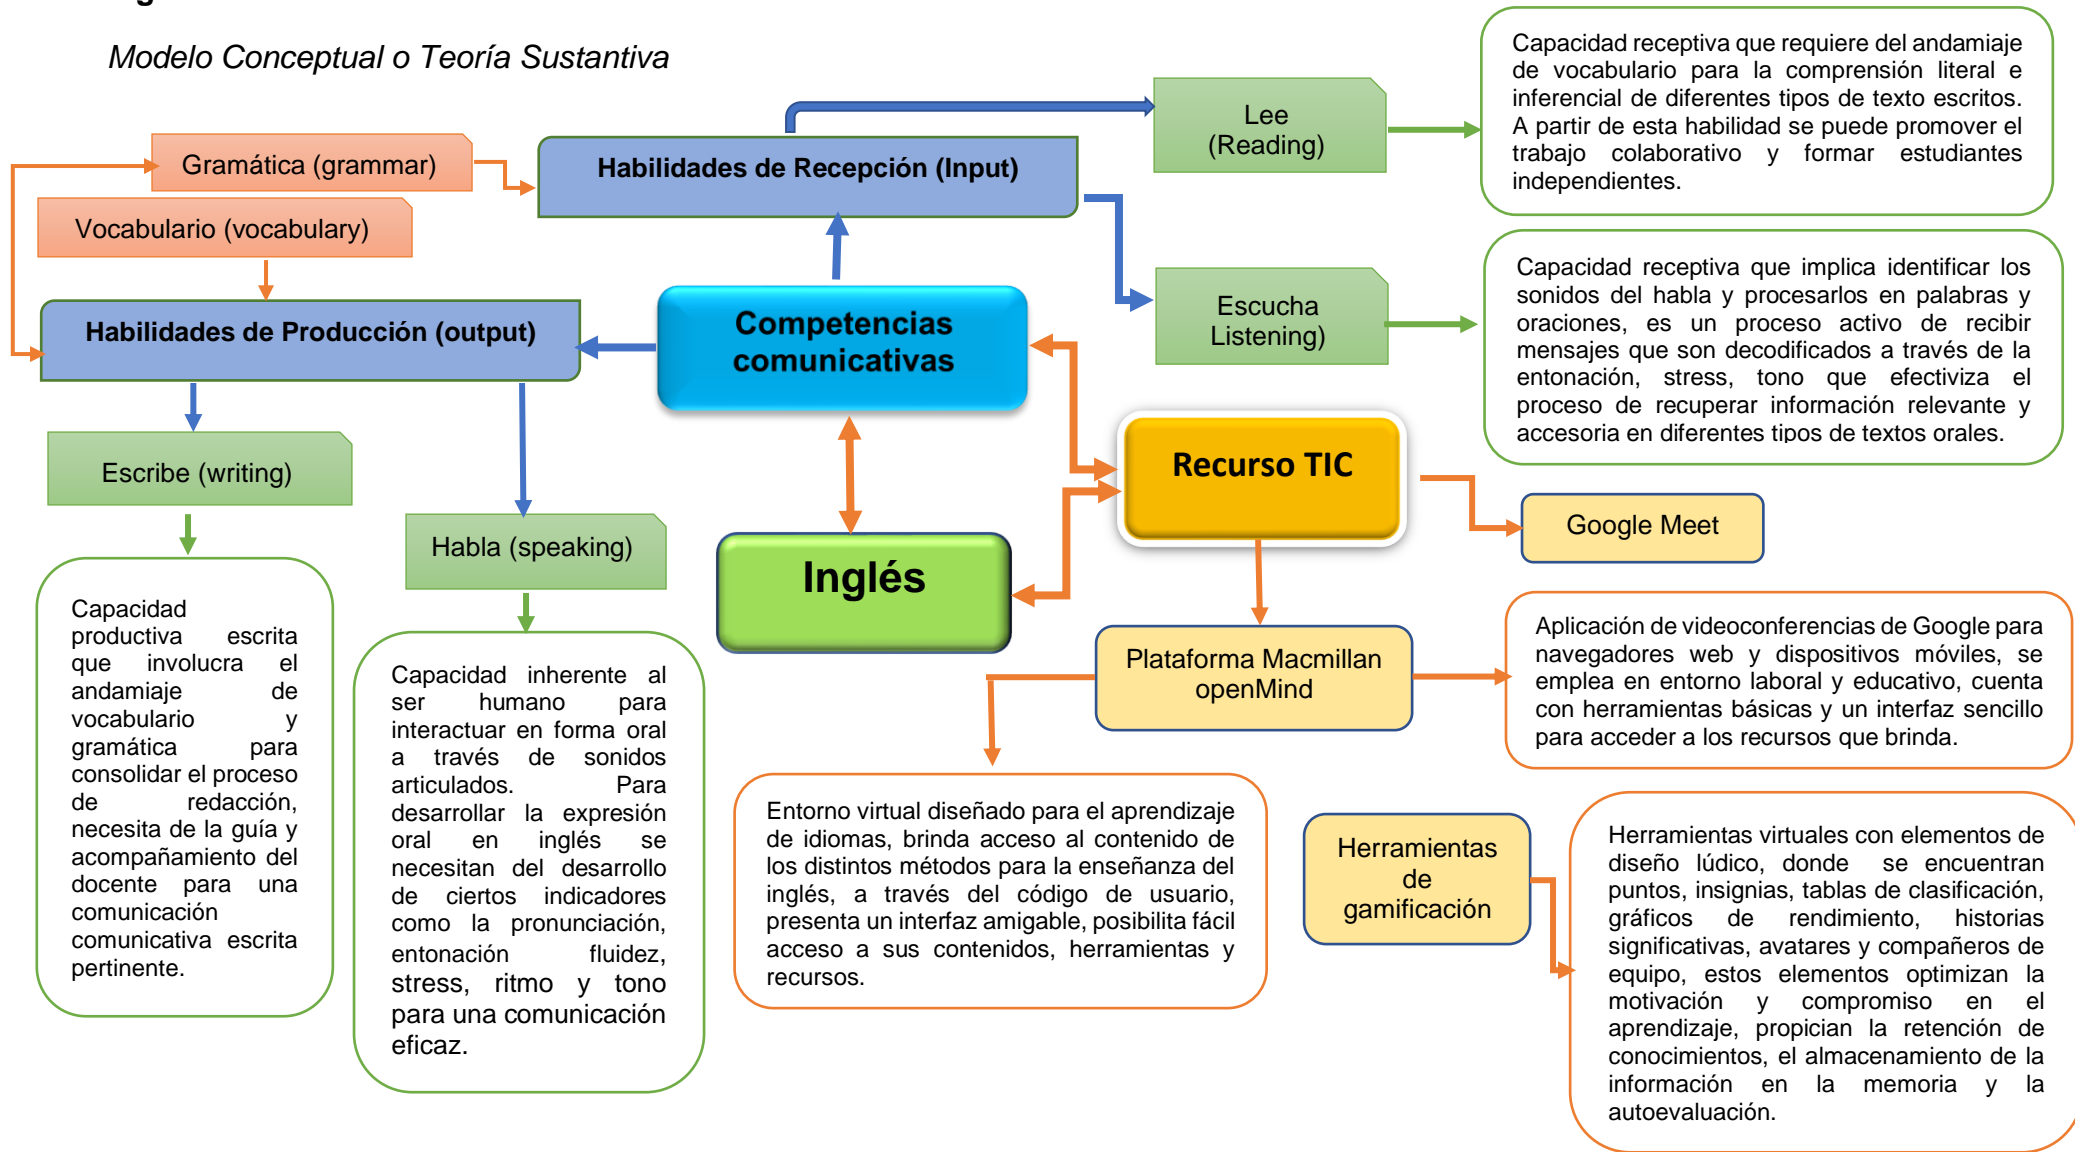 Modelo Conceptual o Teoría Sustantiva
Gramática (grammar)
Vocabulario (vocabulary)
Habilidades de Recepción (Input)
Lee
(Reading)
Capacidad receptiva que requiere del andamiaje
de vocabulario para la comprensión literal e
inferencial de diferentes tipos de texto escritos.
A partir de esta habilidad se puede promover el
trabajo colaborativo y formar estudiantes
independientes.
Escucha
Listening)
Capacidad receptiva que implica identificar los
sonidos del habla y procesarlos en palabras y
oraciones, es un proceso activo de recibir
mensajes que son decodificados a través de la
entonación, stress, tono que efectiviza el
proceso de recuperar información relevante y
accesoria en diferentes tipos de textos orales.
Habilidades de Producción (output)
Competencias
comunicativas
Recurso TIC
Google Meet
Inglés
Escribe (writing)
Habla (speaking)
Capacidad
productiva escrita
que involucra el
andamiaje de
vocabulario y
gramática para
consolidar el proceso
de redacción,
necesita de la guía y
acompañamiento del
docente para una
comunicación
comunicativa escrita
pertinente.
Capacidad inherente al
ser humano para
interactuar en forma oral
a través de sonidos
articulados. Para
desarrollar la expresión
oral en inglés se
necesitan del desarrollo
de ciertos indicadores
como la pronunciación,
entonación fluidez,
stress, ritmo y tono
para una comunicación
eficaz.
Plataforma Macmillan
openMind
Aplicación de videoconferencias de Google para
navegadores web y dispositivos móviles, se
emplea en entorno laboral y educativo, cuenta
con herramientas básicas y un interfaz sencillo
para acceder a los recursos que brinda.
Entorno virtual diseñado para el aprendizaje
de idiomas, brinda acceso al contenido de
los distintos métodos para la enseñanza del
inglés, a través del código de usuario,
presenta un interfaz amigable, posibilita fácil
acceso a sus contenidos, herramientas y
recursos.
Herramientas
de
gamificación
Herramientas virtuales con elementos de
diseño lúdico, donde se encuentran
puntos, insignias, tablas de clasificación,
gráficos de rendimiento, historias
significativas, avatares y compañeros de
equipo, estos elementos optimizan la
motivación y compromiso en el
aprendizaje, propician la retención de
conocimientos, el almacenamiento de la
información en la memoria y la
autoevaluación.